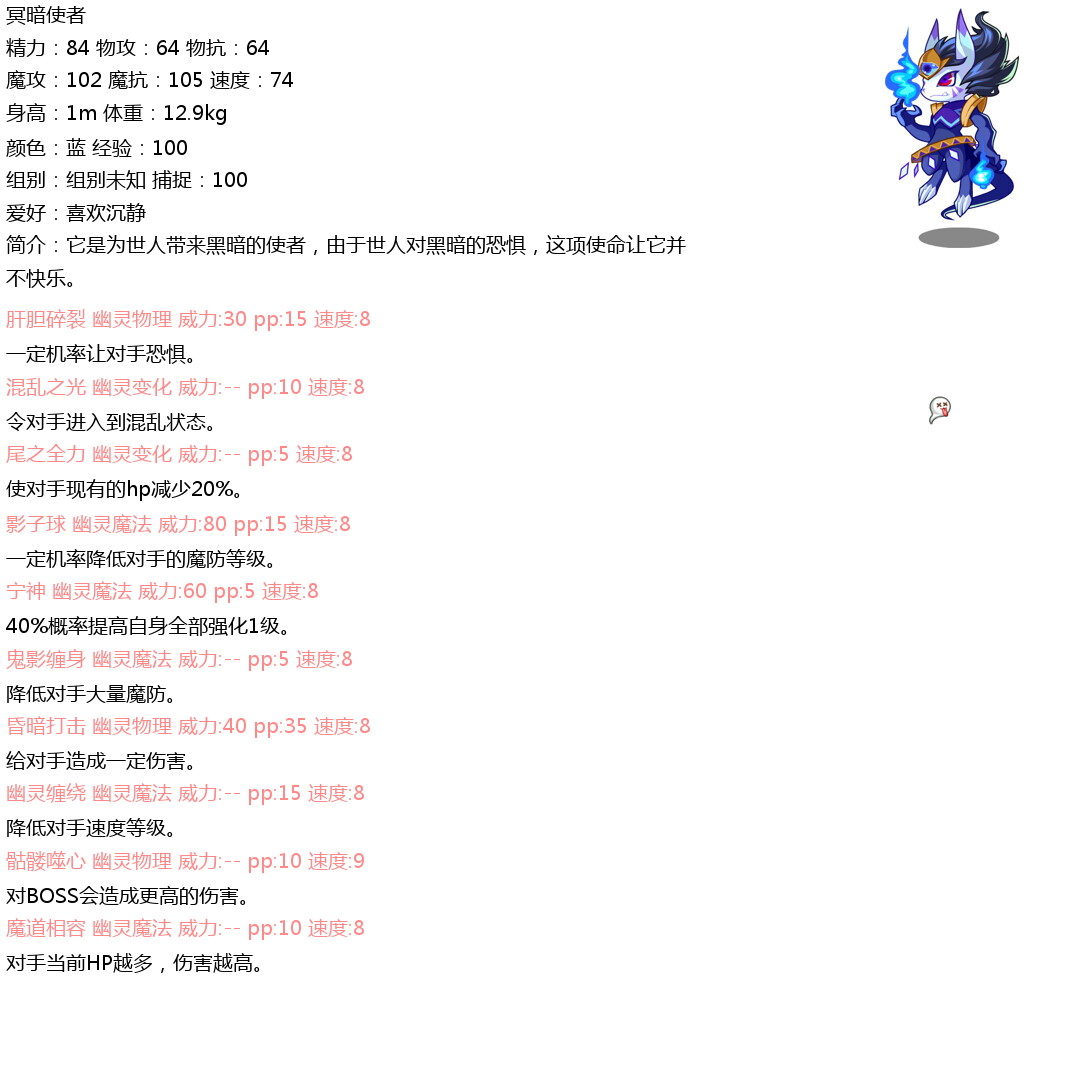 冥暗使者
精力：84 物攻：64 物抗：64
魔攻：102 魔抗：105 速度：74
身高：1m 体重：12.9kg
颜色：蓝 经验：100
组别：组别未知 捕捉：100
爱好：喜欢沉静
简介：它是为世人带来黑暗的使者，由于世人对黑暗的恐惧，这项使命让它并
不快乐。
肝胆碎裂 幽灵物理 威力:30 pp:15 速度:8
一定机率让对手恐惧。
混乱之光 幽灵变化 威力:-- pp:10 速度:8
令对手进入到混乱状态。
尾之全力 幽灵变化 威力:-- pp:5 速度:8
使对手现有的hp减少20%。
影子球 幽灵魔法 威力:80 pp:15 速度:8
一定机率降低对手的魔防等级。
宁神 幽灵魔法 威力:60 pp:5 速度:8
40%概率提高自身全部强化1级。
鬼影缠身 幽灵魔法 威力:-- pp:5 速度:8
降低对手大量魔防。
昏暗打击 幽灵物理 威力:40 pp:35 速度:8
给对手造成一定伤害。
幽灵缠绕 幽灵魔法 威力:-- pp:15 速度:8
降低对手速度等级。
骷髅噬心 幽灵物理 威力:-- pp:10 速度:9
对BOSS会造成更高的伤害。
魔道相容 幽灵魔法 威力:-- pp:10 速度:8
对手当前HP越多，伤害越高。